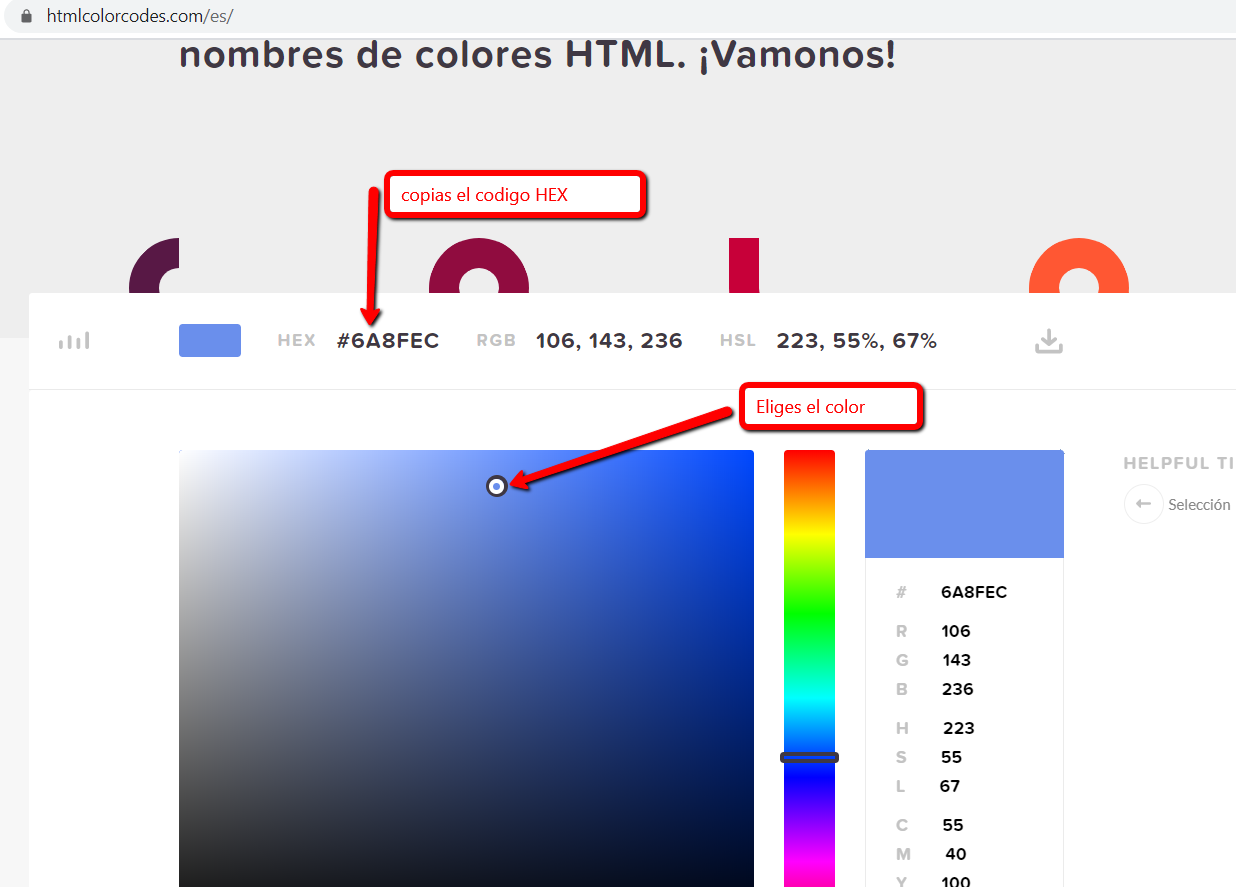 htmlcolorcodes.com/es/
nombres de colores HTML. ¡Vamonos!
copias el codigo HEX
HEX #6A8FEC RGB 106, 143, 236 HSL 223, 55%, 67%
Eliges el color
HELPFUL TI
Selección
# 6A8FEC
R 106
G 143
B 236
H 223
S 55
L 67
C 55
M 40
Y 100